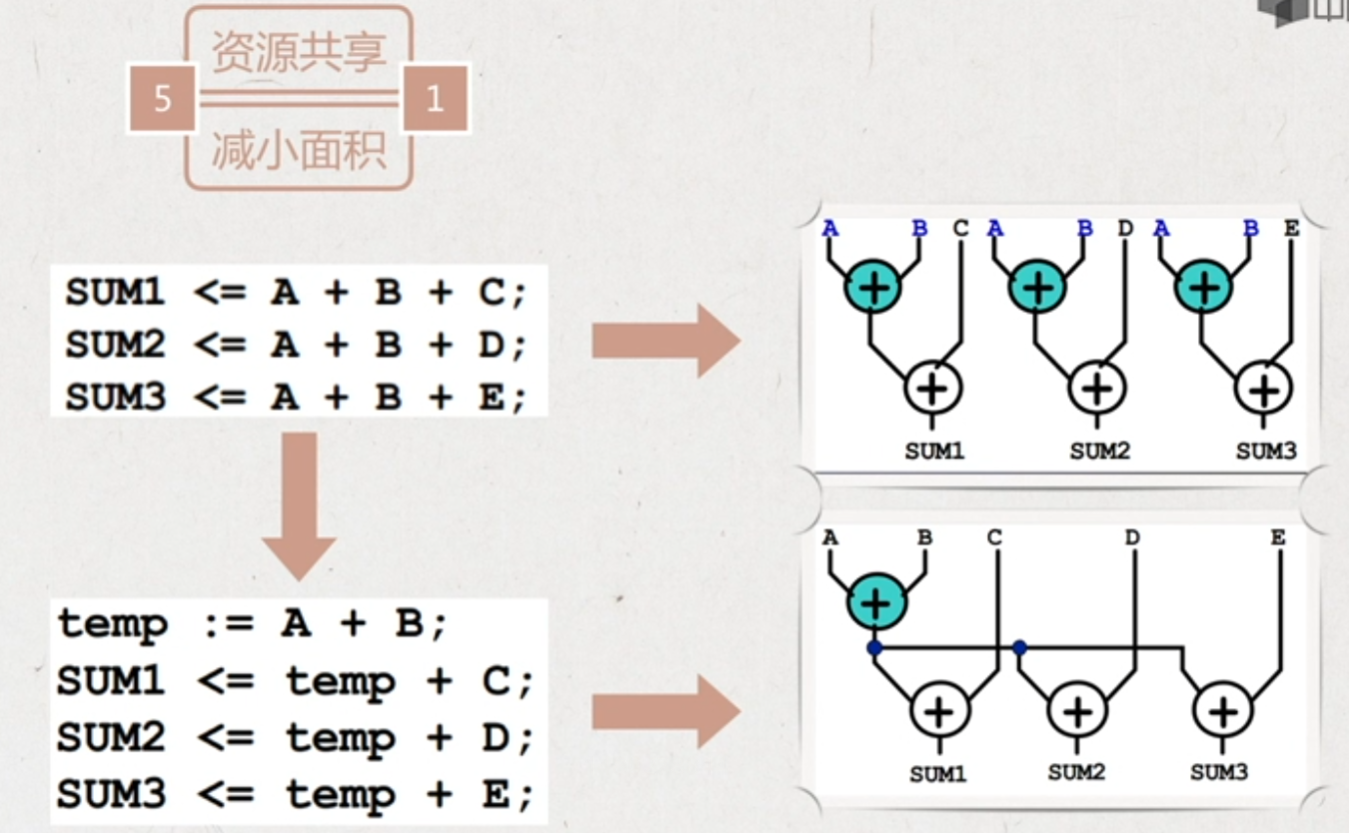 资源共享
5 1
减小面积
SUM1 <= A + B + C;
SUM2 <= A + B + D;
SUM3 <= A + B + E;
A B C A B D A B E
+ + +
+ + +
SUM1 SUM2 SUM3
temp := A + B;
SUM1 <= temp + C;
SUM2 <= temp + D;
SUM3 <= temp + E;
A B C D E
+
+ + +
SUM1 SUM2 SUM3